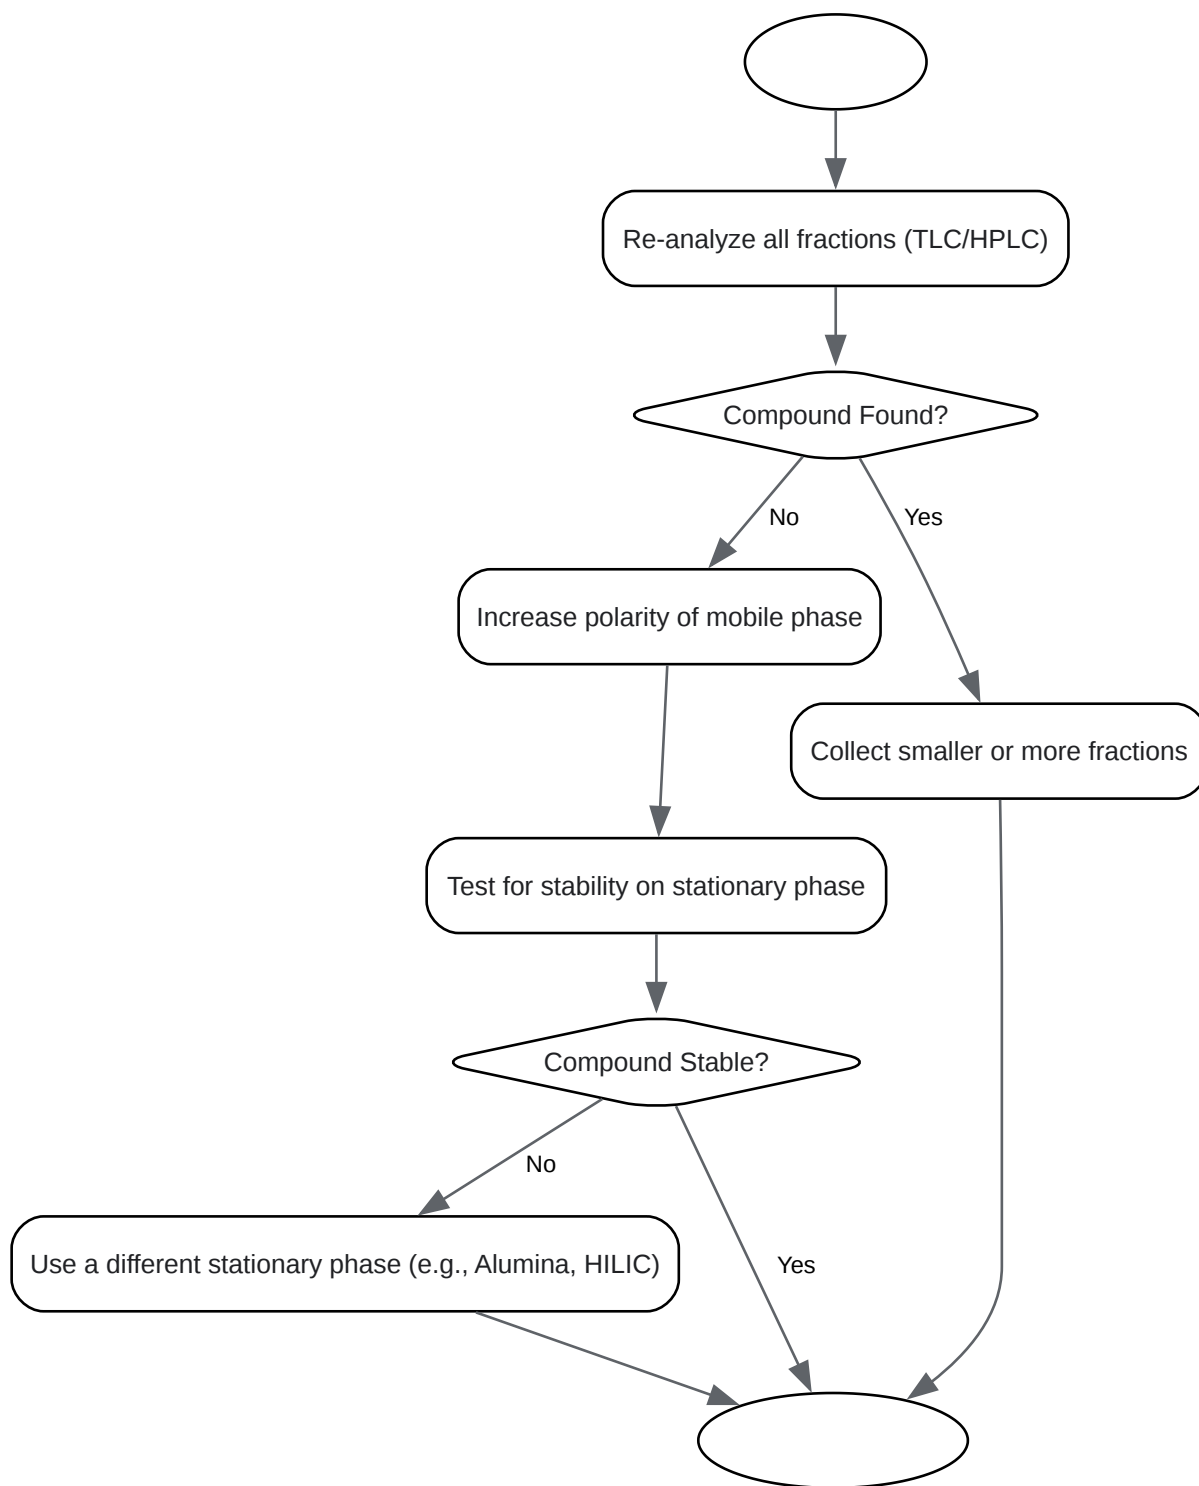 Re-analyze all fractions (TLC/HPLC)
Compound Found?
No
Yes
Increase polarity of mobile phase
Collect smaller or more fractions
Test for stability on stationary phase
Compound Stable?
No
Use a different stationary phase (e.g., Alumina, HILIC)
Yes